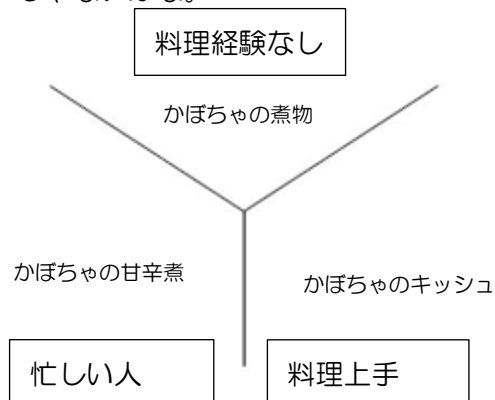 料理経験なし
かぼちゃの煮物
かぼちゃの甘辛煮
かぼちゃのキッシュ
忙しい人
料理上手